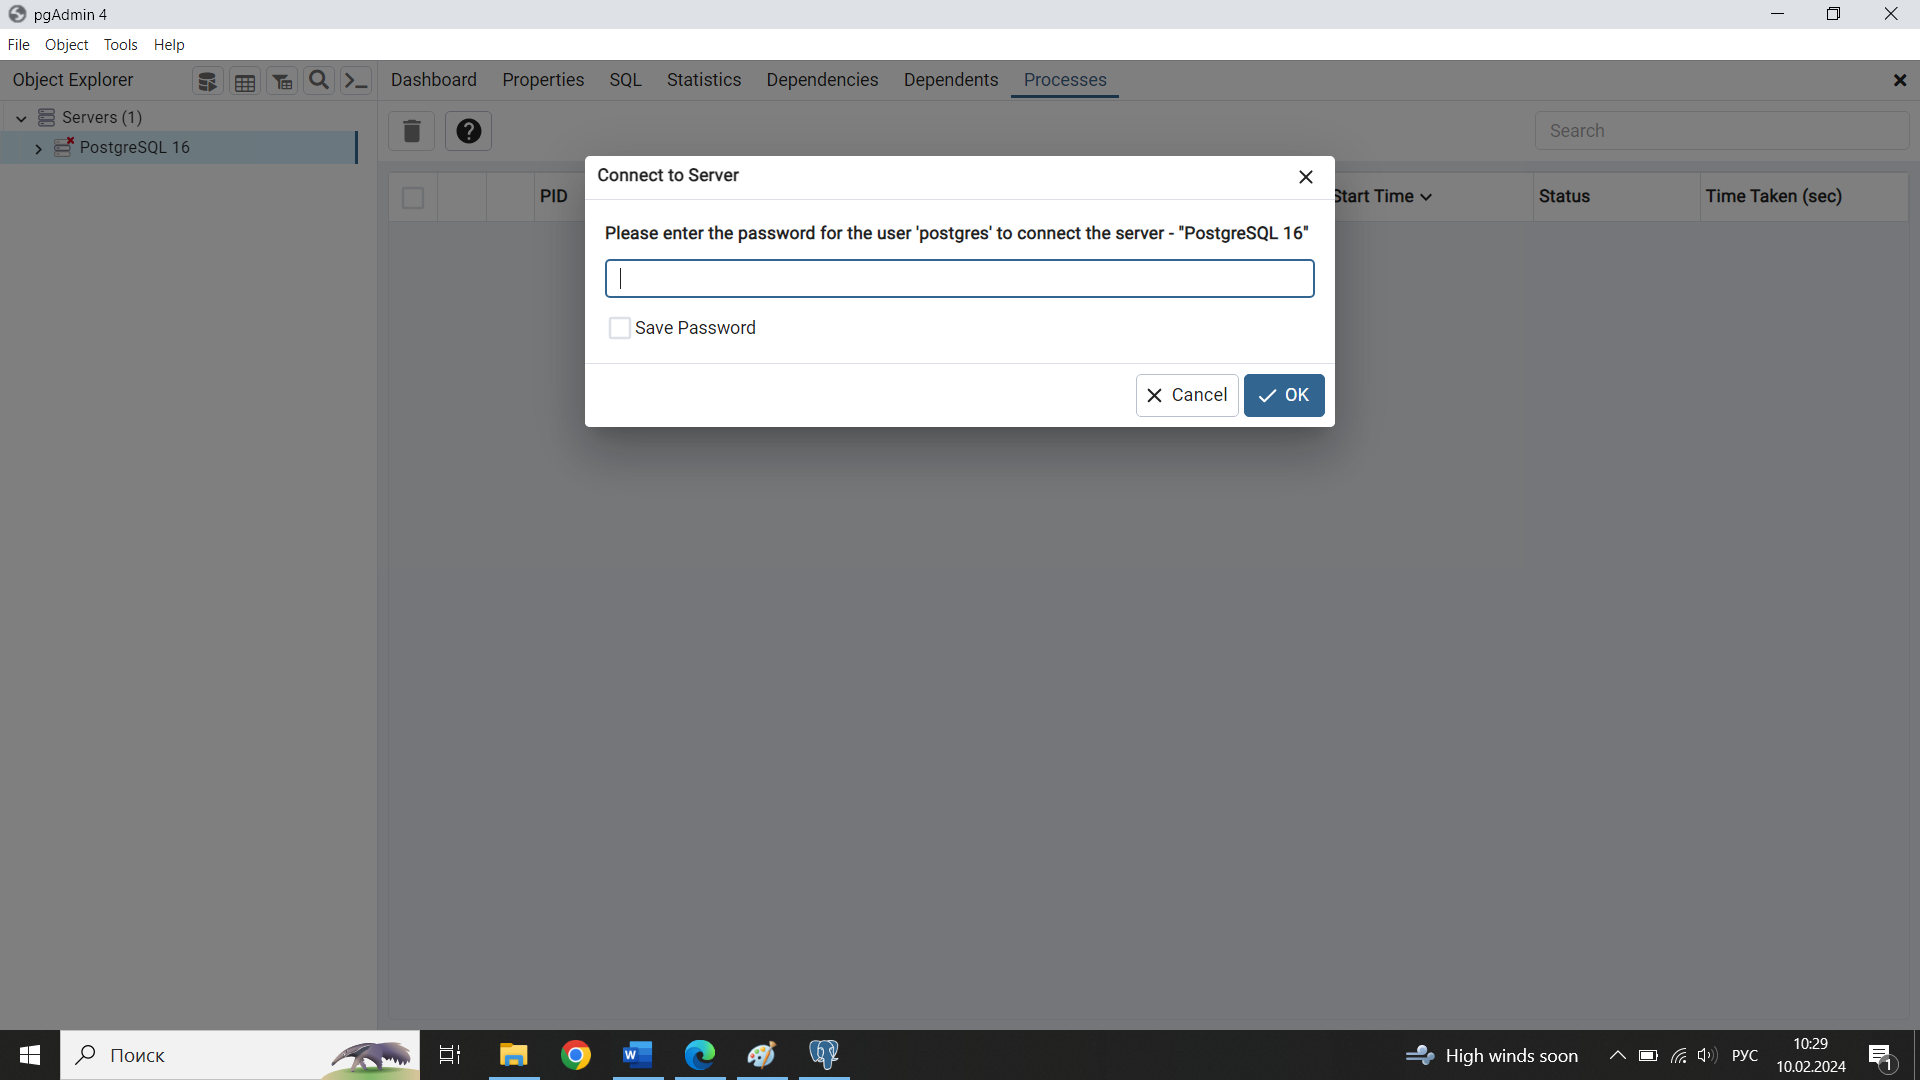 pgAdmin 4
File Object Tools Help
Object Explorer
Dashboard Properties SQL Statistics Dependencies Dependents Processes
Servers (1)
PostgreSQL 16
Search
PID
Start Time
Status
Time Taken (sec)
Connect to Server
Please enter the password for the user 'postgres' to connect the server - "PostgreSQL 16"
Save Password
Cancel
OK
Поиск
High winds soon
РУС
10:29
10.02.2024
1